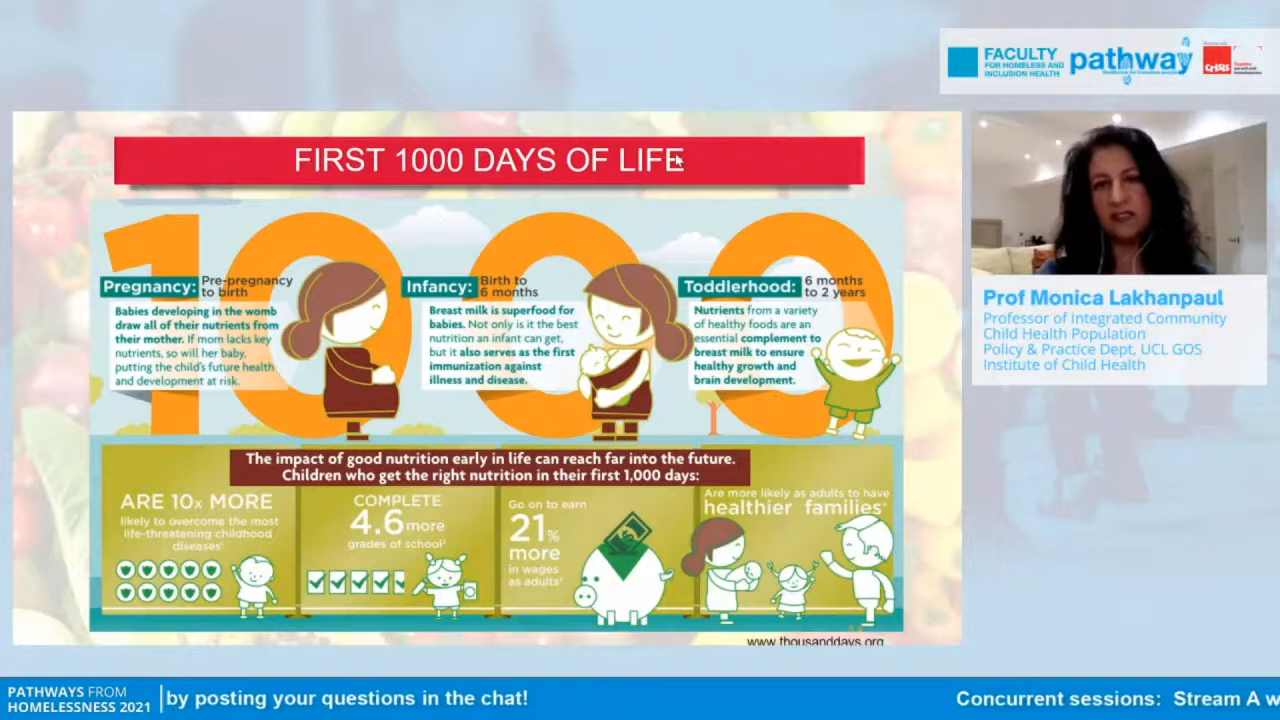 FACULTY
FOR HOMELESS AND
INCLUSION HEALTH
pathway
CRISIS
FIRST 1000 DAYS OF LIFE
1000
Pregnancy: Pre-pregnancy
to birth
Babies developing in the womb
draw all of their nutrients from
their mother. If mom lacks key
nutrients, so will her baby,
putting the child's future health
and development at risk.
Infancy: Birth to
6 months
Breast milk is superfood for
babies. Not only is it the best
nutrition an infant can get,
but it also serves as the first
immunization against
illness and disease.
Toddlerhood: 6 months
to 2 years
Nutrients from a variety
of healthy foods are an
essential complement to
breast milk to ensure
healthy growth and
brain development.
Prof Monica Lakhanpaul
Professor of Integrated Community
Child Health Population
Policy & Practice Dept, UCL GOS
Institute of Child Health
The impact of good nutrition early in life can reach far into the future.
Children who get the right nutrition in their first 1,000 days:
ARE 10x MORE
likely to overcome the most
life-threatening childhood
diseases¹
COMPLETE
4.6 more
grades of school²
Go on to earn
21%
more
in wages
as adults³
Are more likely as adults to have
healthier families⁴
www.thousanddays.org
PATHWAYS FROM
HOMELESSNESS 2021
by posting your questions in the chat!
Concurrent sessions: Stream A w